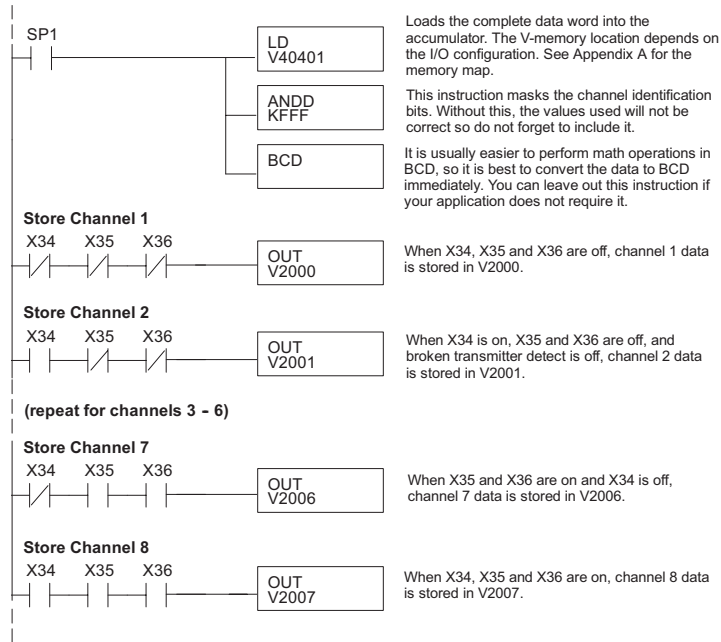 SP1
LD
V40401
Loads the complete data word into the
accumulator. The V-memory location depends on
the I/O configuration. See Appendix A for the
memory map.
ANDD
KFFF
This instruction masks the channel identification
bits. Without this, the values used will not be
correct so do not forget to include it.
BCD
It is usually easier to perform math operations in
BCD, so it is best to convert the data to BCD
immediately. You can leave out this instruction if
your application does not require it.
Store Channel 1
X34 X35 X36
OUT
V2000
When X34, X35 and X36 are off, channel 1 data
is stored in V2000.
Store Channel 2
X34 X35 X36
OUT
V2001
When X34 is on, X35 and X36 are off, and
broken transmitter detect is off, channel 2 data
is stored in V2001.
(repeat for channels 3 - 6)
Store Channel 7
X34 X35 X36
OUT
V2006
When X35 and X36 are on and X34 is off,
channel 7 data is stored in V2006.
Store Channel 8
X34 X35 X36
OUT
V2007
When X34, X35 and X36 are on, channel 8 data
is stored in V2007.